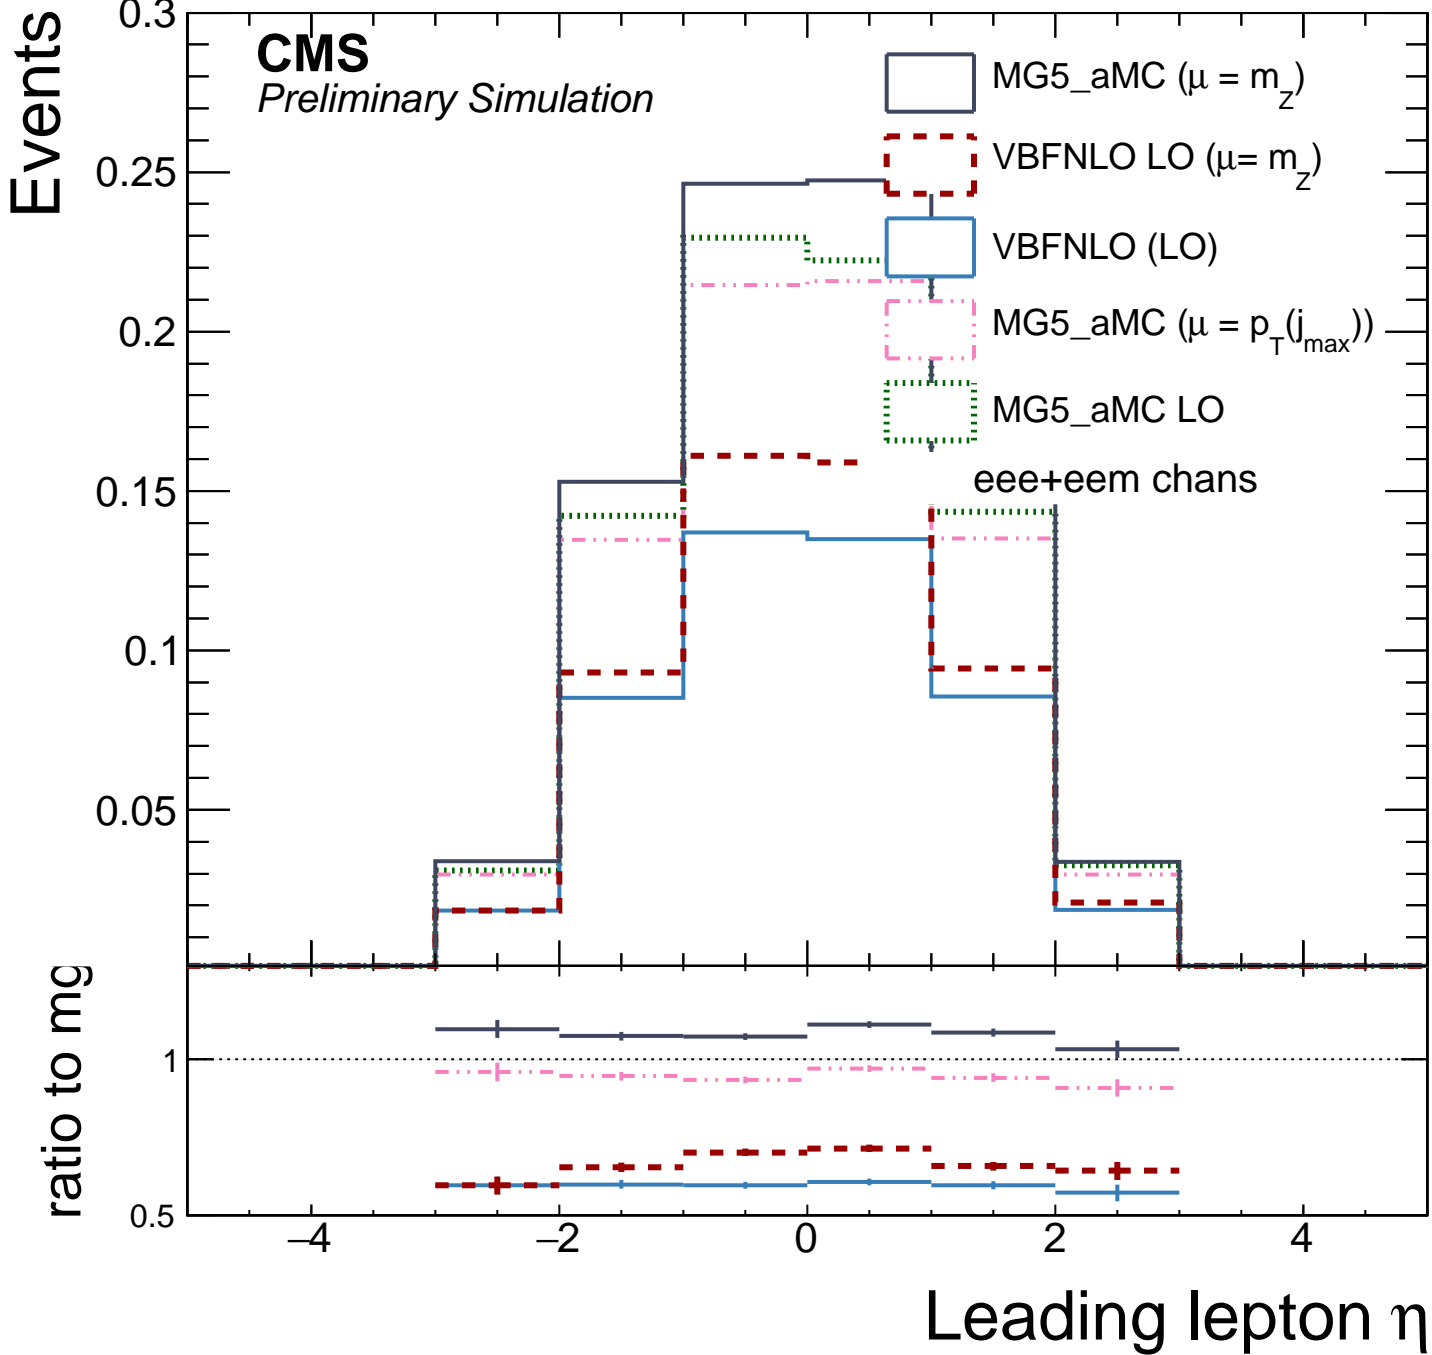 CMS
Preliminary Simulation
Events
0.3
0.25
0.2
0.15
0.1
0.05
MG5_aMC (μ = m_Z)
VBFNLO LO (μ= m_Z)
VBFNLO (LO)
MG5_aMC (μ = p_T(j_max))
MG5_aMC LO
eee+eem chans
ratio to mg
1
0.5
−4 −2 0 2 4
Leading lepton η